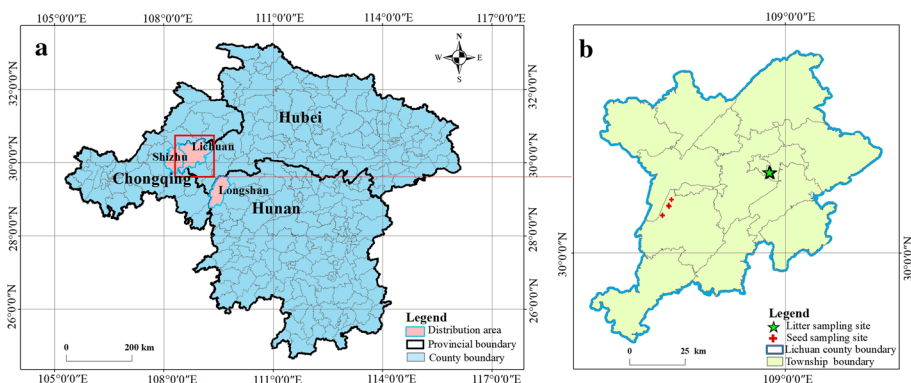 105°0'0"E 108°0'0"E 111°0'0"E 114°0'0"E 117°0'0"E
a
N
W E
S
32°0'0"N 32°0'0"N
Hubei
Lichuan
Shizhu
30°0'0"N 30°0'0"N
Chongqing
Longshan
Hunan
28°0'0"N 28°0'0"N
26°0'0"N 26°0'0"N
Legend
Distribution area
Provincial boundary
County boundary
0 200 km
105°0'0"E 108°0'0"E 111°0'0"E 114°0'0"E 117°0'0"E
109°0'0"E
b
30°0'0"N
Legend
Litter sampling site
Seed sampling site
Lichuan county boundary
Township boundary
0 25 km
109°0'0"E